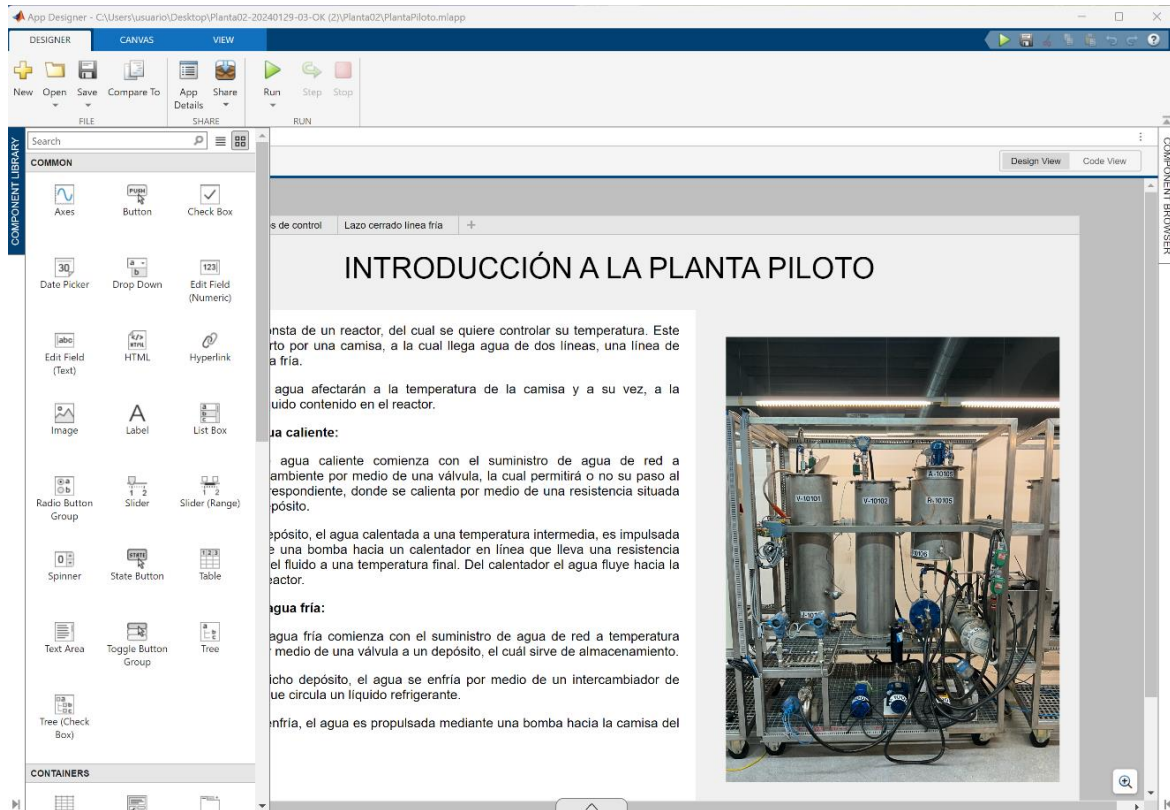 App Designer - C:\Users\usuario\Desktop\Planta02-20240129-03-OK (2)\Planta02\PlantaPiloto.mlapp
DESIGNER CANVAS VIEW
New Open Save Compare To App Details Share Run Step Stop
FILE SHARE RUN
COMPONENT LIBRARY
Search
COMMON
Axes Button Check Box
Date Picker Drop Down Edit Field (Numeric)
Edit Field (Text) HTML Hyperlink
Image Label List Box
Radio Button Group Slider Slider (Range)
Spinner State Button Table
Text Area Toggle Button Group Tree
Tree (Check Box)
CONTAINERS
Design View Code View
COMPONENT BROWSER
s de control Lazo cerrado línea fría +
INTRODUCCIÓN A LA PLANTA PILOTO
nsta de un reactor, del cual se quiere controlar su temperatura. Este
rto por una camisa, a la cual llega agua de dos líneas, una línea de
a fría.
agua afectarán a la temperatura de la camisa y a su vez, a la
uido contenido en el reactor.
ua caliente:
agua caliente comienza con el suministro de agua de red a
ambiente por medio de una válvula, la cual permitirá o no su paso al
respondiente, donde se calienta por medio de una resistencia situada
pósito.
epósito, el agua calentada a una temperatura intermedia, es impulsada
e una bomba hacia un calentador en línea que lleva una resistencia
el fluido a una temperatura final. Del calentador el agua fluye hacia la
eactor.
agua fría:
agua fría comienza con el suministro de agua de red a temperatura
medio de una válvula a un depósito, el cuál sirve de almacenamiento.
icho depósito, el agua se enfría por medio de un intercambiador de
ue circula un líquido refrigerante.
enfría, el agua es propulsada mediante una bomba hacia la camisa del
V-10101
V-10102
R-10105